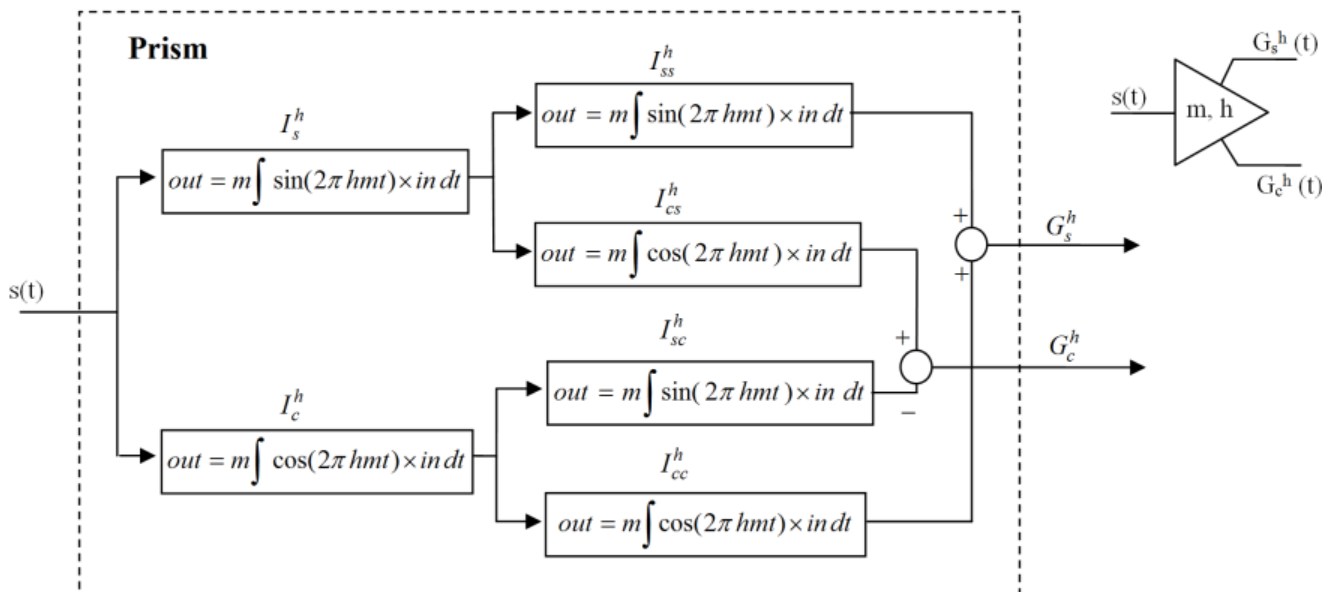 Prism
s(t)
I_s^h
out = m∫ sin(2π hmt) × in dt
I_ss^h
out = m∫ sin(2π hmt) × in dt
I_cs^h
out = m∫ cos(2π hmt) × in dt
I_c^h
out = m∫ cos(2π hmt) × in dt
I_sc^h
out = m∫ sin(2π hmt) × in dt
I_cc^h
out = m∫ cos(2π hmt) × in dt
+
+
G_s^h
+
−
G_c^h
s(t)
m, h
G_s^h (t)
G_c^h (t)